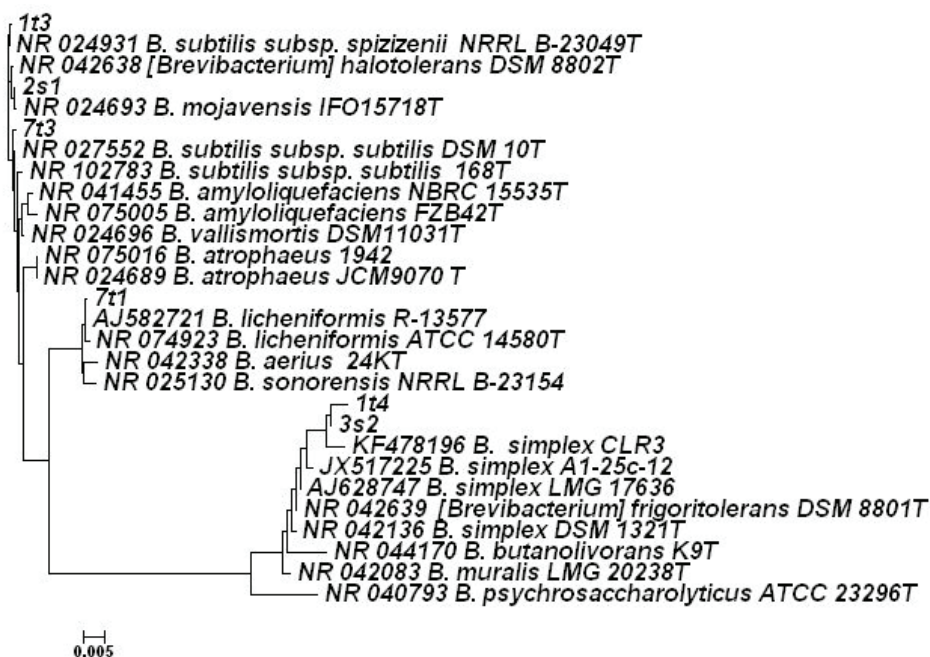 1t3
NR 024931 B. subtilis subsp. spizizenii NRRL B-23049T
NR 042638 [Brevibacterium] halotolerans DSM 8802T
2s1
NR 024693 B. mojavensis IFO15718T
7t3
NR 027552 B. subtilis subsp. subtilis DSM 10T
NR 102783 B. subtilis subsp. subtilis 168T
NR 041455 B. amyloliquefaciens NBRC 15535T
NR 075005 B. amyloliquefaciens FZB42T
NR 024696 B. vallismortis DSM11031T
NR 075016 B. atrophaeus 1942
NR 024689 B. atrophaeus JCM9070 T
7t1
AJ582721 B. licheniformis R-13577
NR 074923 B. licheniformis ATCC 14580T
NR 042338 B. aerius 24KT
NR 025130 B. sonorensis NRRL B-23154
1t4
3s2
KF478196 B. simplex CLR3
JX517225 B. simplex A1-25c-12
AJ628747 B. simplex LMG 17636
NR 042639 [Brevibacterium] frigoritolerans DSM 8801T
NR 042136 B. simplex DSM 1321T
NR 044170 B. butanolivorans K9T
NR 042083 B. muralis LMG 20238T
NR 040793 B. psychrosaccharolyticus ATCC 23296T
0.005